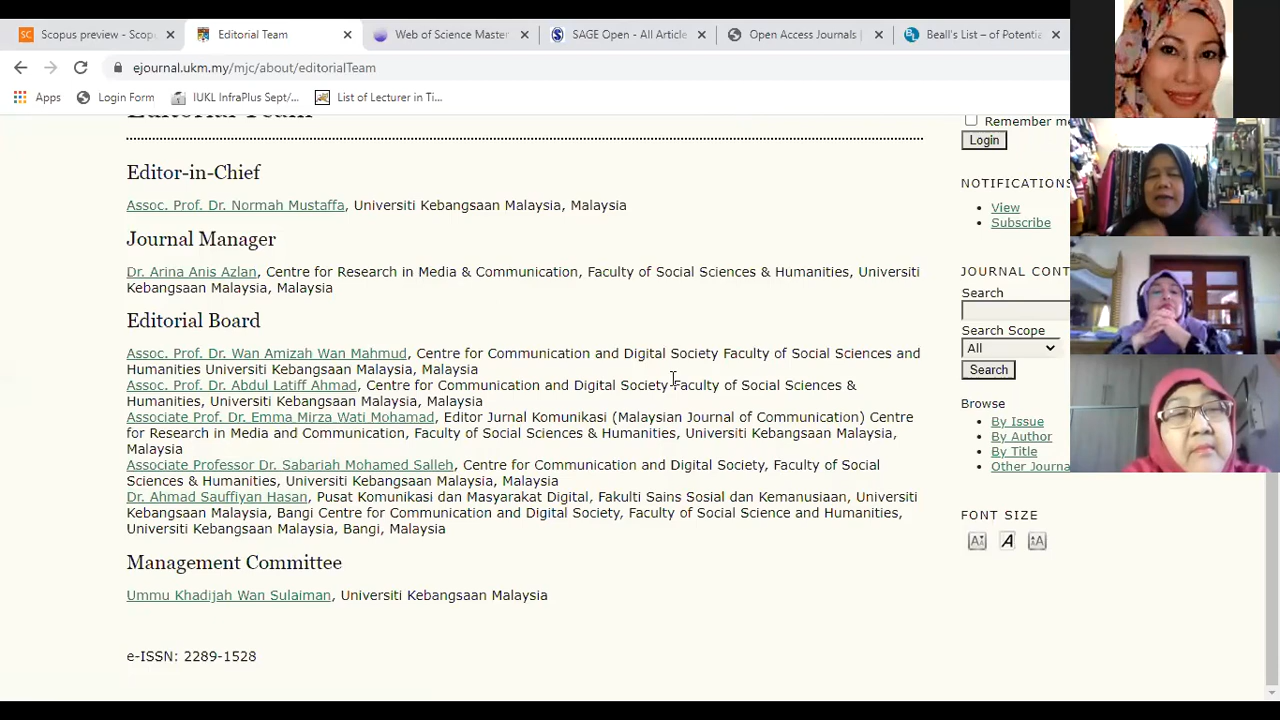 Scopus preview - Scop
Editorial Team
Web of Science Master
SAGE Open - All Article
Open Access Journals |
Beall's List – of Potentia
ejournal.ukm.my/mjc/about/editorialTeam
Apps
Login Form
IUKL InfraPlus Sept/...
List of Lecturer in Ti...
Editorial Team
Editor-in-Chief
Assoc. Prof. Dr. Normah Mustaffa, Universiti Kebangsaan Malaysia, Malaysia
Journal Manager
Dr. Arina Anis Azlan, Centre for Research in Media & Communication, Faculty of Social Sciences & Humanities, Universiti
Kebangsaan Malaysia, Malaysia
Editorial Board
Assoc. Prof. Dr. Wan Amizah Wan Mahmud, Centre for Communication and Digital Society Faculty of Social Sciences and
Humanities Universiti Kebangsaan Malaysia, Malaysia
Assoc. Prof. Dr. Abdul Latiff Ahmad, Centre for Communication and Digital Society Faculty of Social Sciences &
Humanities, Universiti Kebangsaan Malaysia, Malaysia
Associate Prof. Dr. Emma Mirza Wati Mohamad, Editor Jurnal Komunikasi (Malaysian Journal of Communication) Centre
for Research in Media and Communication, Faculty of Social Sciences & Humanities, Universiti Kebangsaan Malaysia,
Malaysia
Associate Professor Dr. Sabariah Mohamed Salleh, Centre for Communication and Digital Society, Faculty of Social
Sciences & Humanities, Universiti Kebangsaan Malaysia, Malaysia
Dr. Ahmad Sauffiyan Hasan, Pusat Komunikasi dan Masyarakat Digital, Fakulti Sains Sosial dan Kemanusiaan, Universiti
Kebangsaan Malaysia, Bangi Centre for Communication and Digital Society, Faculty of Social Science and Humanities,
Universiti Kebangsaan Malaysia, Bangi, Malaysia
Management Committee
Ummu Khadijah Wan Sulaiman, Universiti Kebangsaan Malaysia
e-ISSN: 2289-1528
Remember me
Login
NOTIFICATIONS
View
Subscribe
JOURNAL CONT
Search
Search Scope
All
Search
Browse
By Issue
By Author
By Title
Other Journa
FONT SIZE
A A A